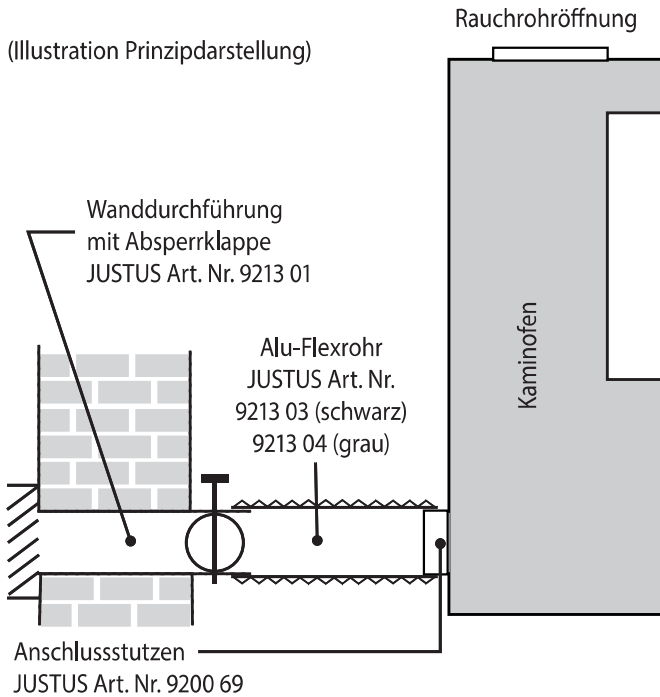 Rauchrohröffnung
(Illustration Prinzipdarstellung)
Wanddurchführung
mit Absperrklappe
JUSTUS Art. Nr. 9213 01
Alu-Flexrohr
JUSTUS Art. Nr.
9213 03 (schwarz)
9213 04 (grau)
Kaminofen
Anschlussstutzen
JUSTUS Art. Nr. 9200 69